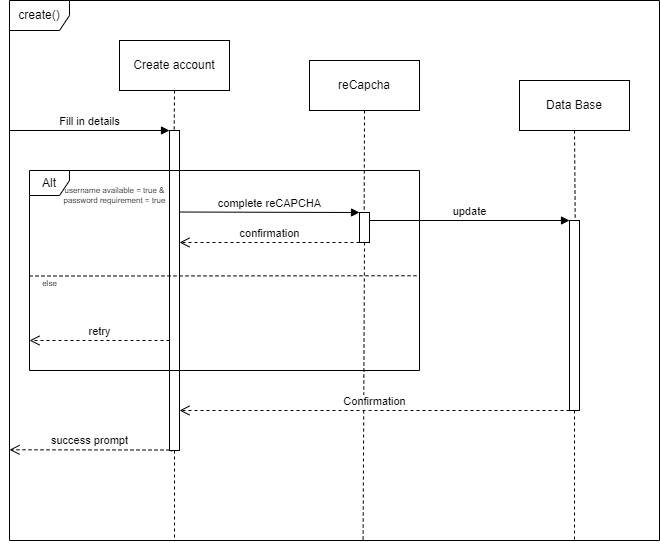 create()
Create account
reCapcha
Data Base
Fill in details
Alt
username available = true &
password requirement = true
complete reCAPCHA
update
confirmation
else
retry
Confirmation
success prompt